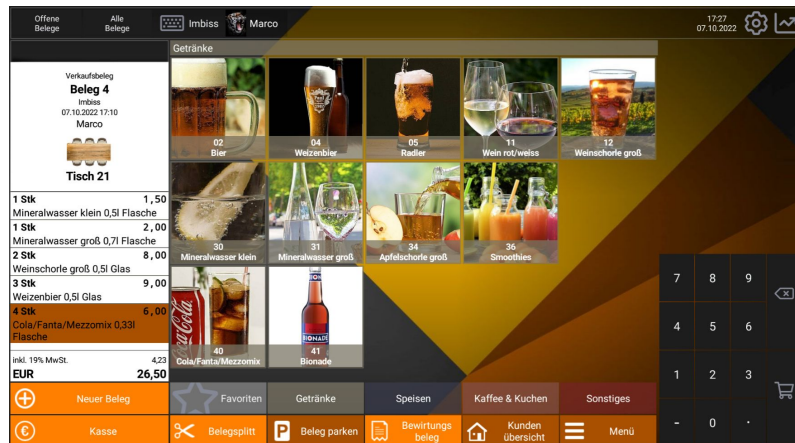 Offene
Belege
Alle
Belege
Imbiss
Marco
17:27
07.10.2022
Verkaufsbeleg
Beleg 4
Imbiss
07.10.2022 17:10
Marco
Tisch 21
1 Stk 1,50
Mineralwasser klein 0,5l Flasche
1 Stk 2,00
Mineralwasser groß 0,7l Flasche
2 Stk 8,00
Weinschorle groß 0,5l Glas
3 Stk 9,00
Weizenbier 0,5l Glas
4 Stk 6,00
Cola/Fanta/Mezzomix 0,33l
Flasche
inkl. 19% MwSt. 4,23
EUR 26,50
Getränke
02
Bier
04
Weizenbier
05
Radler
11
Wein rot/weiss
12
Weinschorle groß
30
Mineralwasser klein
31
Mineralwasser groß
34
Apfelschorle groß
36
Smoothies
Coca-Cola
40
Cola/Fanta/Mezzomix
BIONADE
41
Bionade
7 8 9
4 5 6
1 2 3
- 0 .
Neuer Beleg
Favoriten
Getränke
Speisen
Kaffee & Kuchen
Sonstiges
€
Kasse
Belegsplitt
P
Beleg parken
Bewirtungs
beleg
Kunden
übersicht
Menü